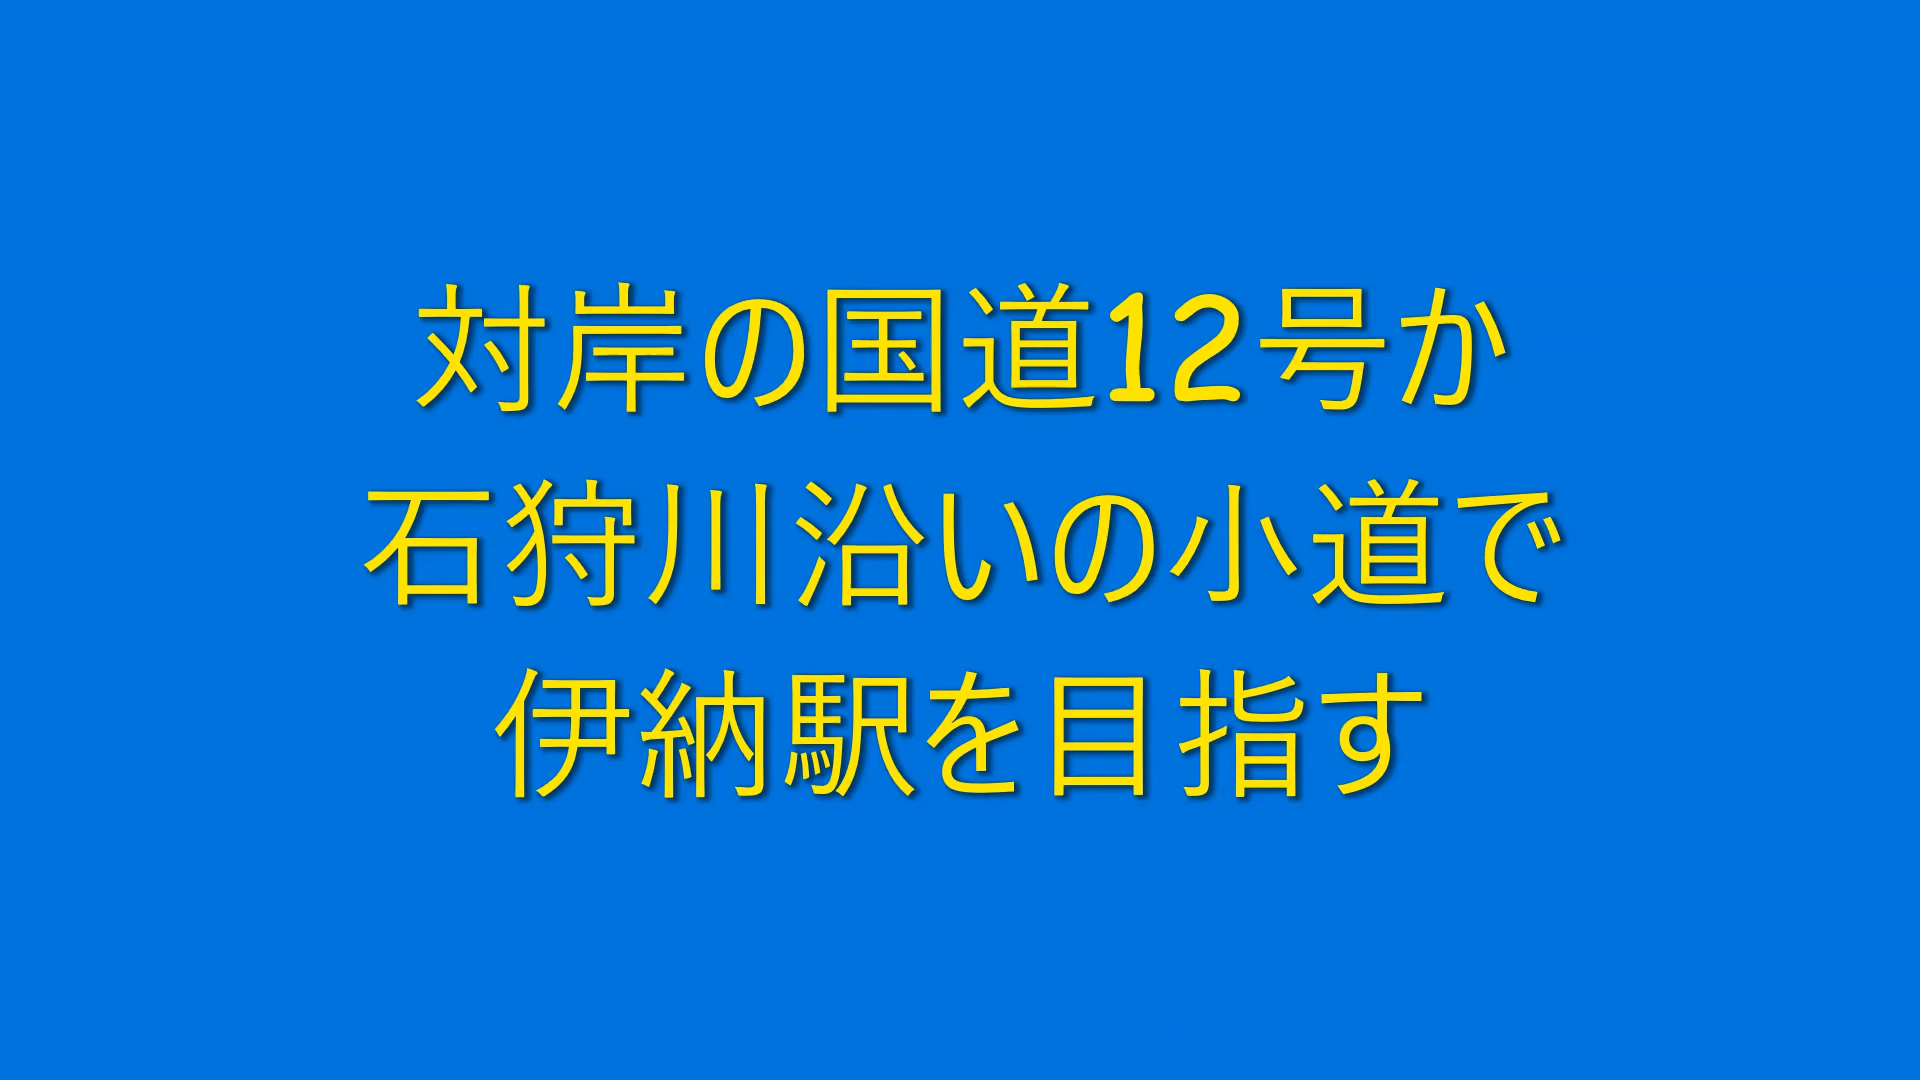 対岸の国道12号か
石狩川沿いの小道で
伊納駅を目指す